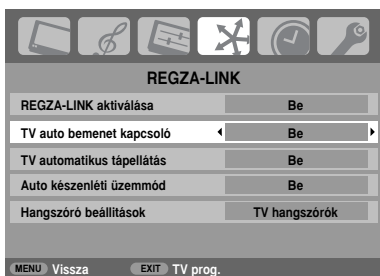 REGZA-LINK
REGZA-LINK aktiválása Be
TV auto bemenet kapcsoló Be
TV automatikus tápellátás Be
Auto készenléti üzemmód Be
Hangszóró beállítások TV hangszórók
MENU Vissza EXIT TV prog.